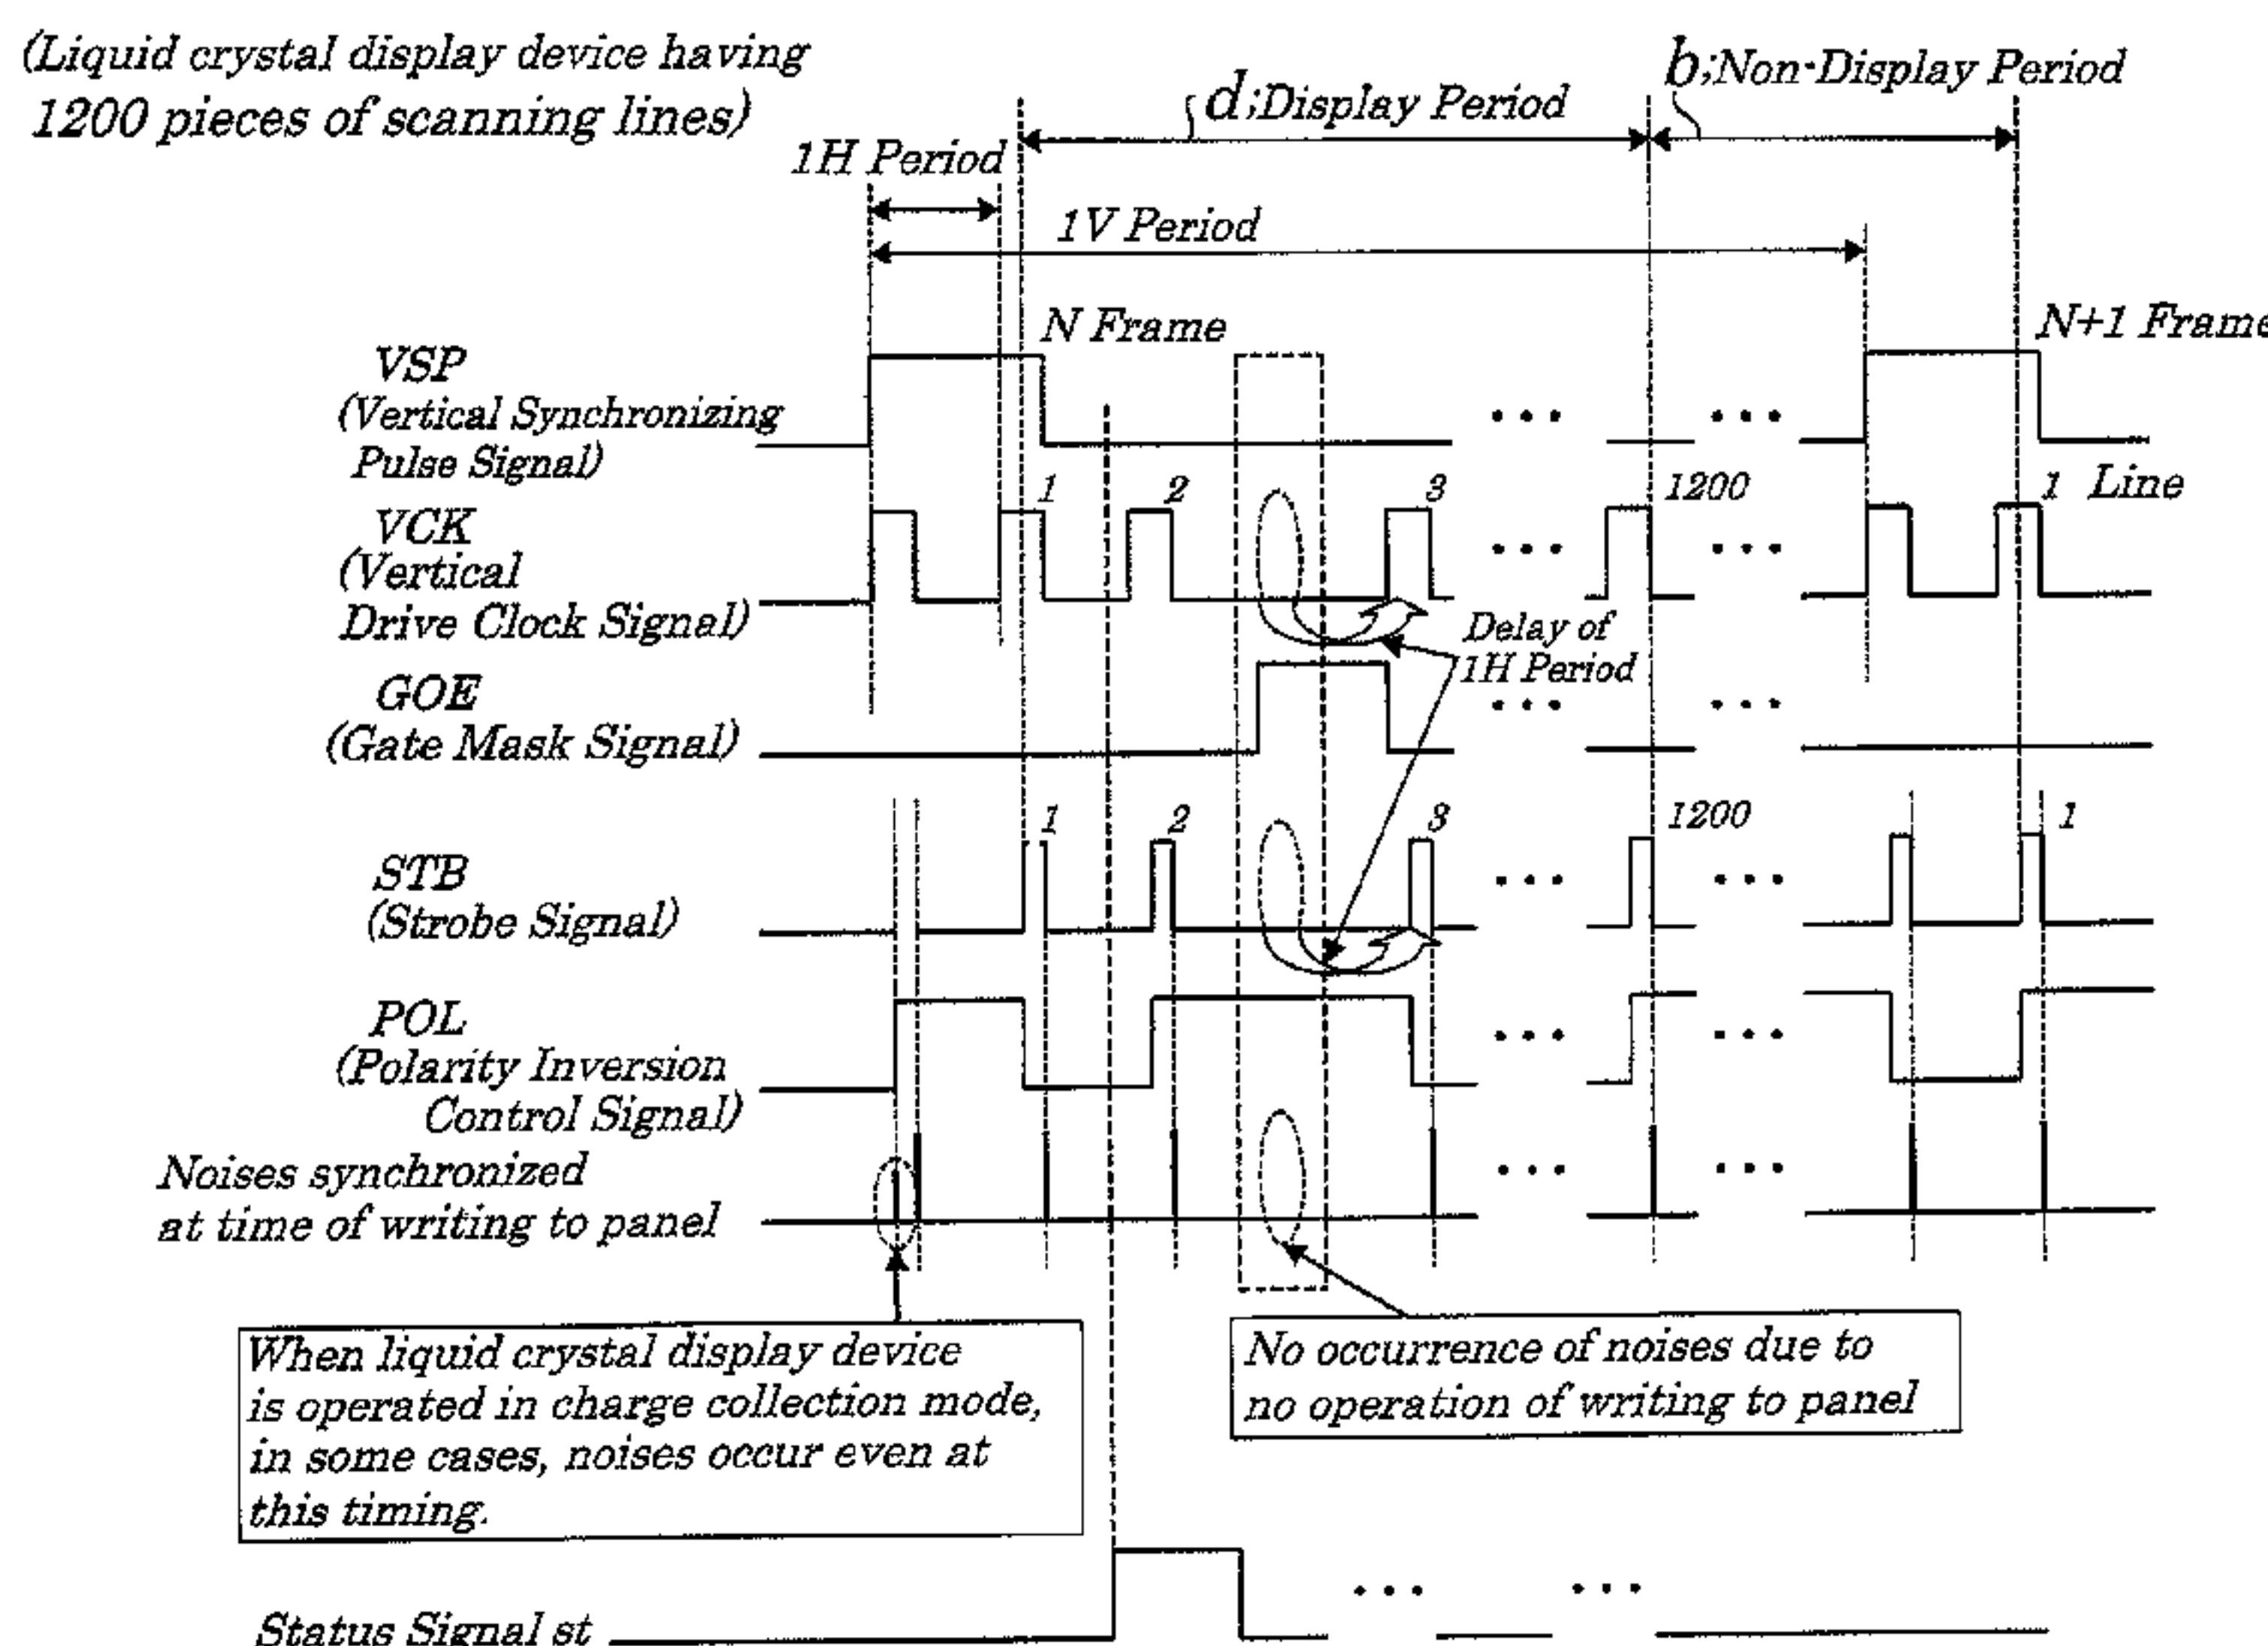 (Liquid crystal display device having
1200 pieces of scanning lines)
d;Display Period
b;Non-Display Period
1H Period
1V Period
N Frame
N+1 Frame
VSP
(Vertical Synchronizing
Pulse Signal)
1
2
3
1200
1 Line
VCK
(Vertical
Drive Clock Signal)
Delay of
1H Period
GOE
(Gate Mask Signal)
1
2
3
1200
1
STB
(Strobe Signal)
POL
(Polarity Inversion
Control Signal)
Noises synchronized
at time of writing to panel
When liquid crystal display device
is operated in charge collection mode,
in some cases, noises occur even at
this timing.
No occurrence of noises due to
no operation of writing to panel
Status Signal st